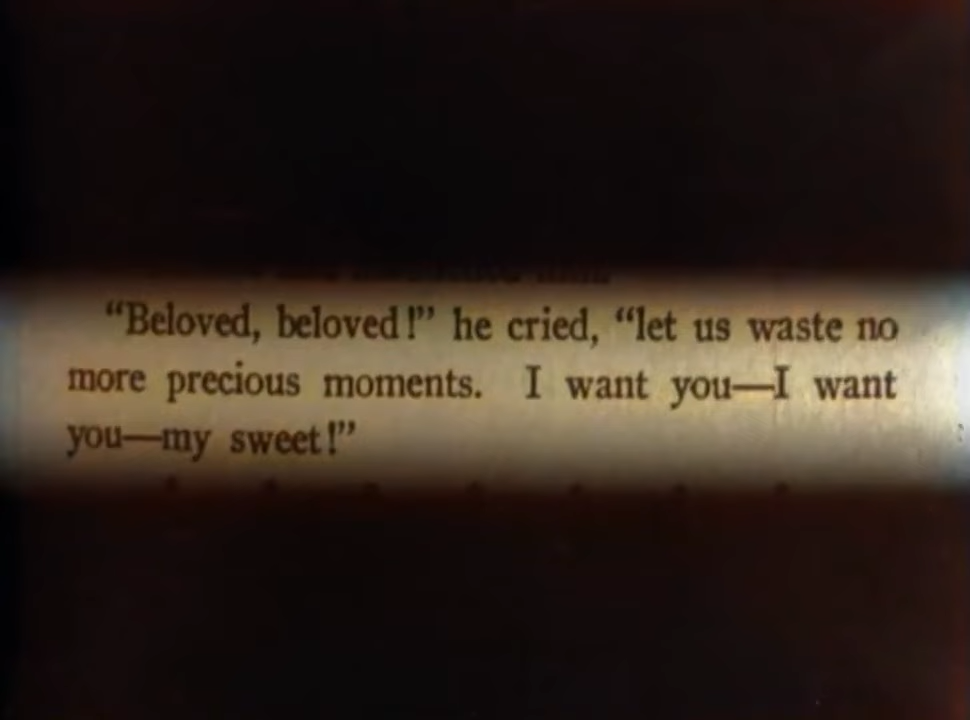 “Beloved, beloved!” he cried, “let us waste no
more precious moments.  I want you—I want
you—my sweet!”